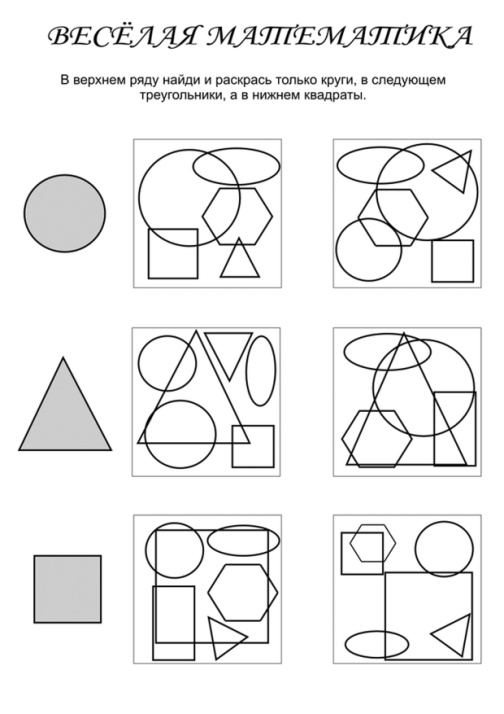 ВЕСЁЛАЯ МАТЕМАТИКА
В верхнем ряду найди и раскрась только круги, в следующем
треугольники, а в нижнем квадраты.